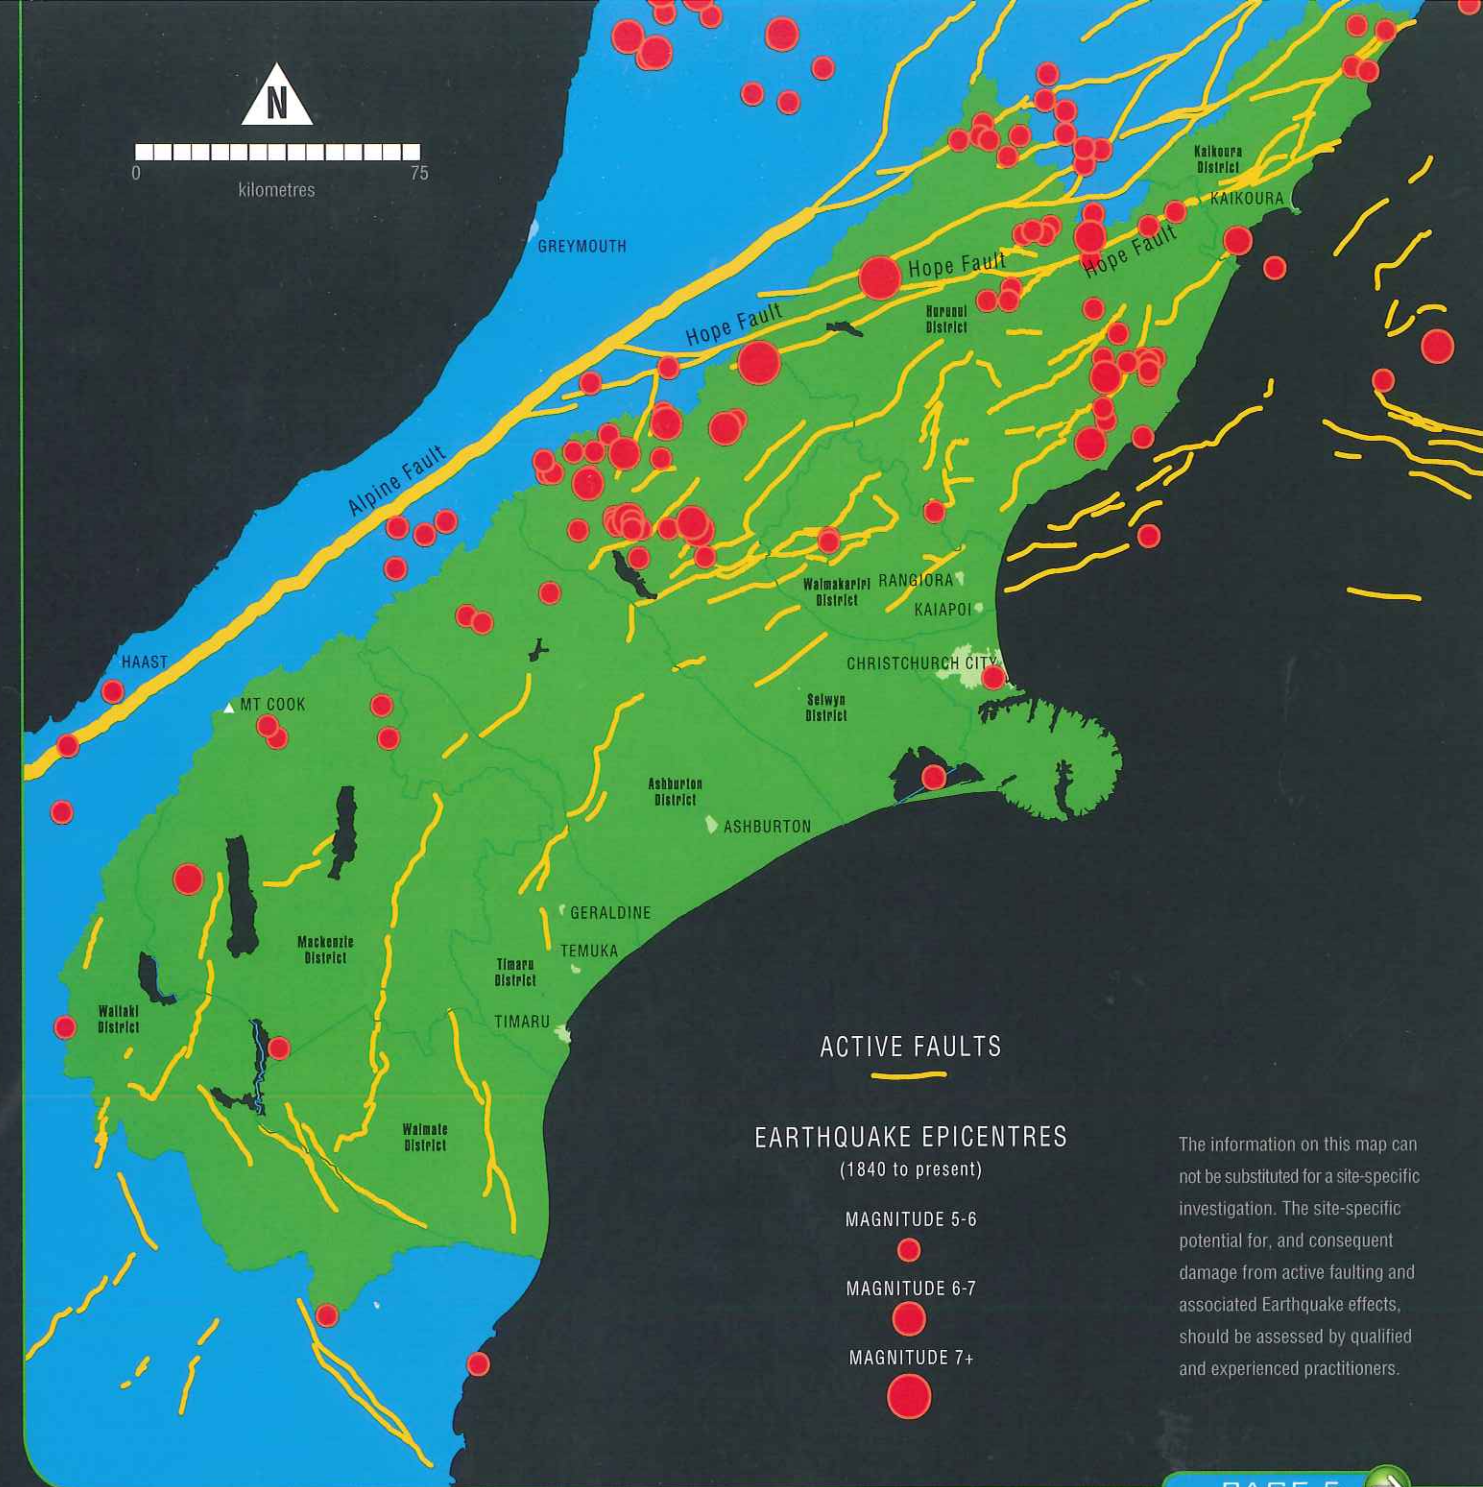 N
0 75
kilometres
Kaikoura
District
KAIKOURA
GREYMOUTH
Hope Fault
Hope Fault
Hope Fault
Hurunui
District
Alpine Fault
Waimakariri
District
RANGIORA
KAIAPOI
HAAST
CHRISTCHURCH CITY
MT COOK
Selwyn
District
Ashburton
District
ASHBURTON
GERALDINE
Mackenzie
District
TEMUKA
Timaru
District
Waitaki
District
TIMARU
Waimate
District
ACTIVE FAULTS
EARTHQUAKE EPICENTRES
(1840 to present)
MAGNITUDE 5-6
MAGNITUDE 6-7
MAGNITUDE 7+
The information on this map can
not be substituted for a site-specific
investigation. The site-specific
potential for, and consequent
damage from active faulting and
associated Earthquake effects,
should be assessed by qualified
and experienced practitioners.